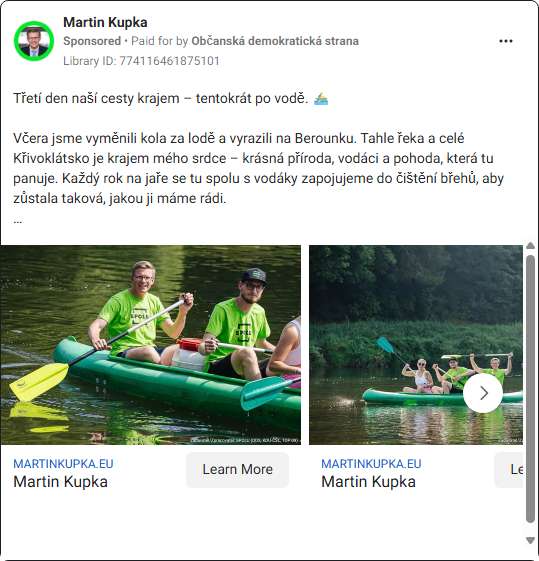 Martin Kupka
Sponsored • Paid for by Občanská demokratická strana
Library ID: 774116461875101
Třetí den naší cesty krajem – tentokrát po vodě. 🚣
Včera jsme vyměnili kola za lodě a vyrazili na Berounku. Tahle řeka a celé
Křivoklátsko je krajem mého srdce – krásná příroda, vodáci a pohoda, která tu
panuje. Každý rok na jaře se tu spolu s vodáky zapojujeme do čištění břehů, aby
zůstala taková, jakou ji máme rádi.
...
SPOLU
MARTINKUPKA.EU
Martin Kupka
Learn More
MARTINKUPKA.EU
Martin Kupka
Le